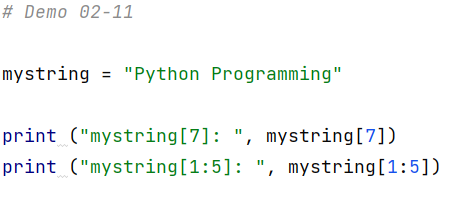 # Demo 02-11
mystring = "Python Programming"
print ("mystring[7]: ", mystring[7])
print ("mystring[1:5]: ", mystring[1:5])